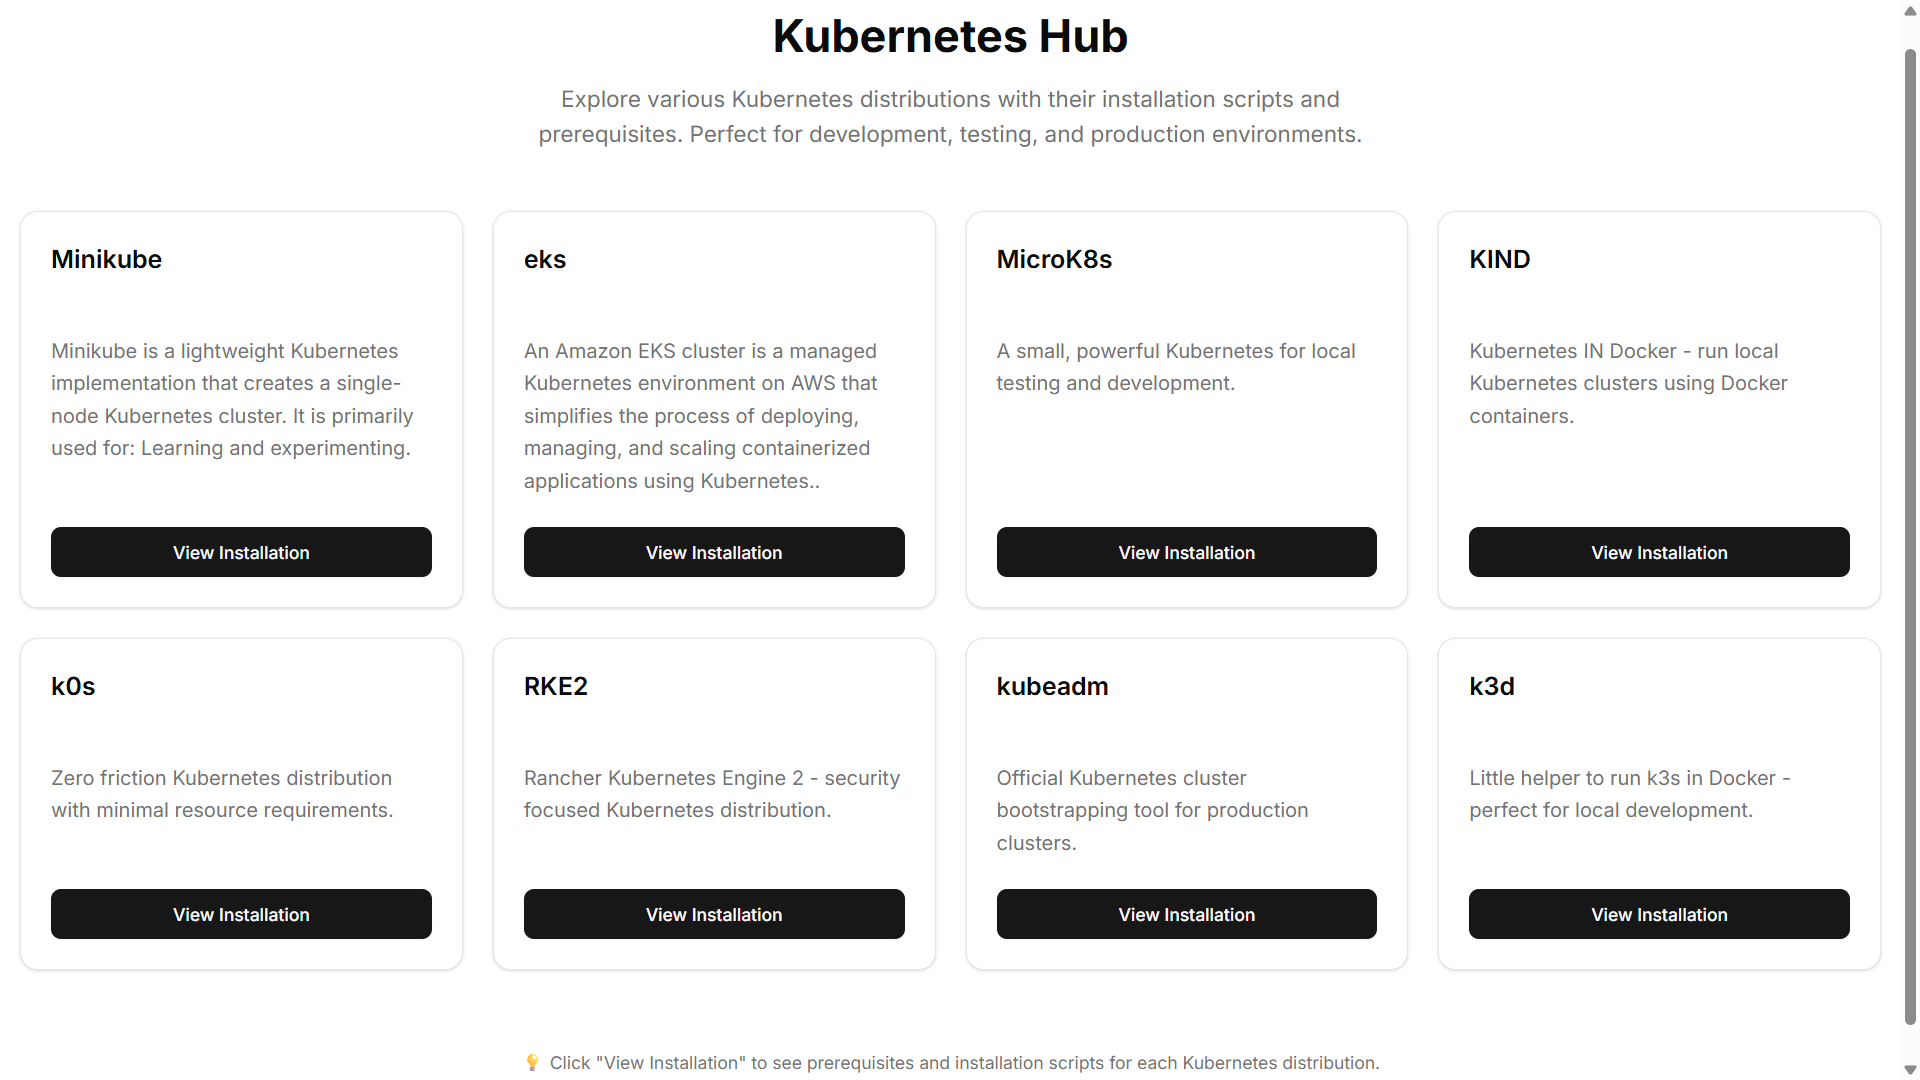 Kubernetes Hub
Explore various Kubernetes distributions with their installation scripts and
prerequisites. Perfect for development, testing, and production environments.
Minikube
Minikube is a lightweight Kubernetes
implementation that creates a single-
node Kubernetes cluster. It is primarily
used for: Learning and experimenting.
View Installation
eks
An Amazon EKS cluster is a managed
Kubernetes environment on AWS that
simplifies the process of deploying,
managing, and scaling containerized
applications using Kubernetes..
View Installation
MicroK8s
A small, powerful Kubernetes for local
testing and development.
View Installation
KIND
Kubernetes IN Docker - run local
Kubernetes clusters using Docker
containers.
View Installation
k0s
Zero friction Kubernetes distribution
with minimal resource requirements.
View Installation
RKE2
Rancher Kubernetes Engine 2 - security
focused Kubernetes distribution.
View Installation
kubeadm
Official Kubernetes cluster
bootstrapping tool for production
clusters.
View Installation
k3d
Little helper to run k3s in Docker -
perfect for local development.
View Installation
💡 Click "View Installation" to see prerequisites and installation scripts for each Kubernetes distribution.